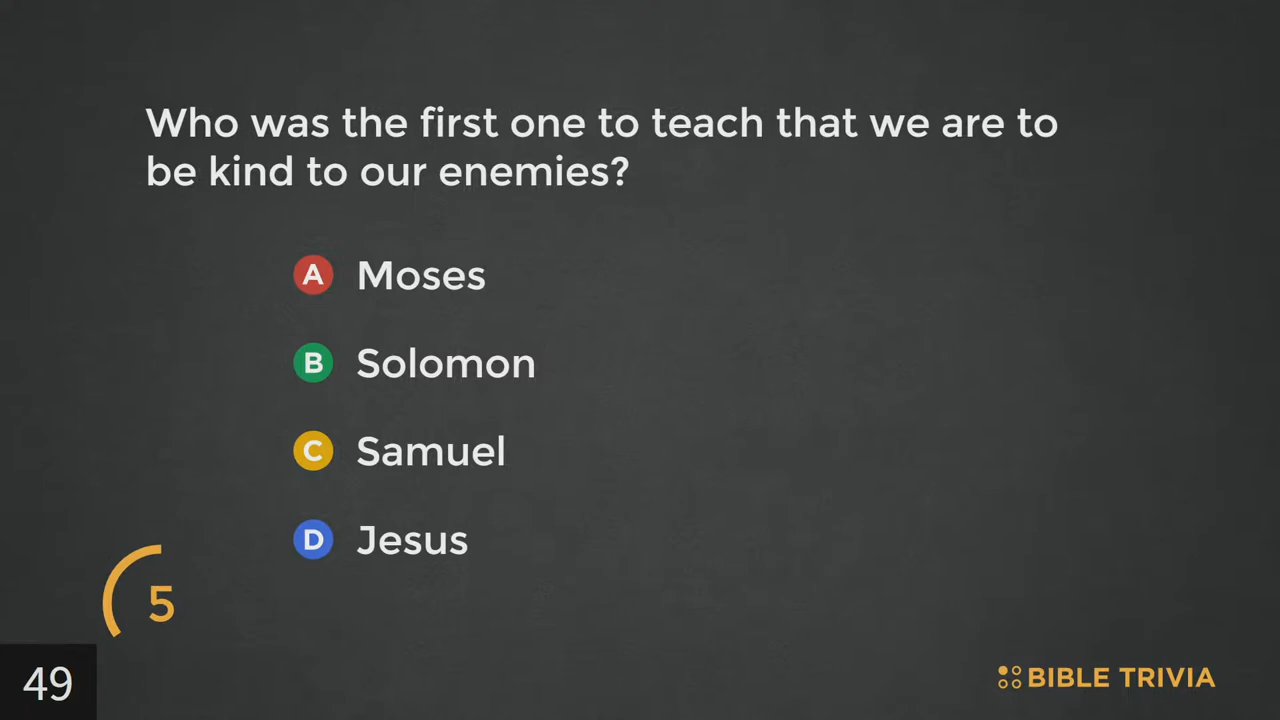 Who was the first one to teach that we are to
be kind to our enemies?
A Moses
B Solomon
C Samuel
D Jesus
5
49
BIBLE TRIVIA